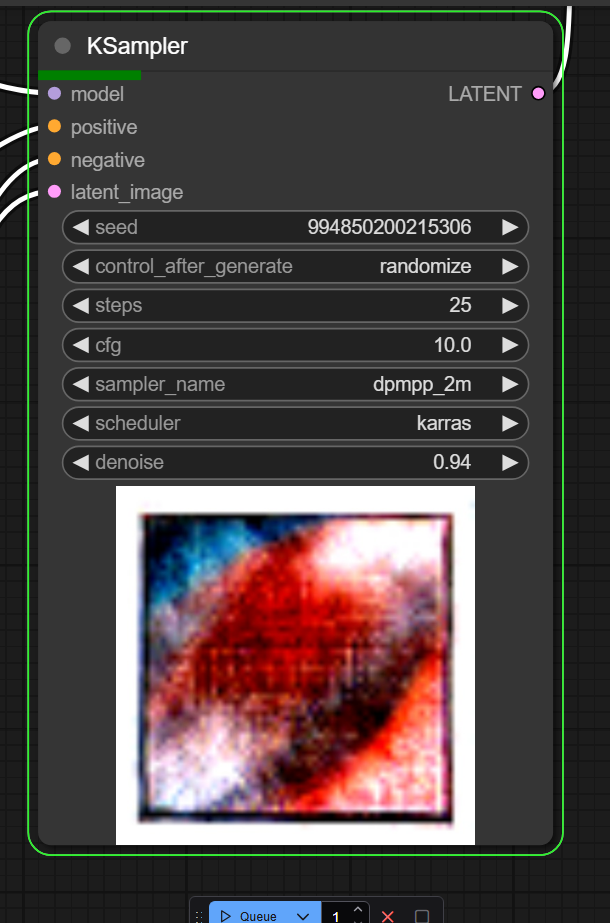 KSampler
model LATENT
positive
negative
latent_image
seed 994850200215306
control_after_generate randomize
steps 25
cfg 10.0
sampler_name dpmpp_2m
scheduler karras
denoise 0.94
Queue 1